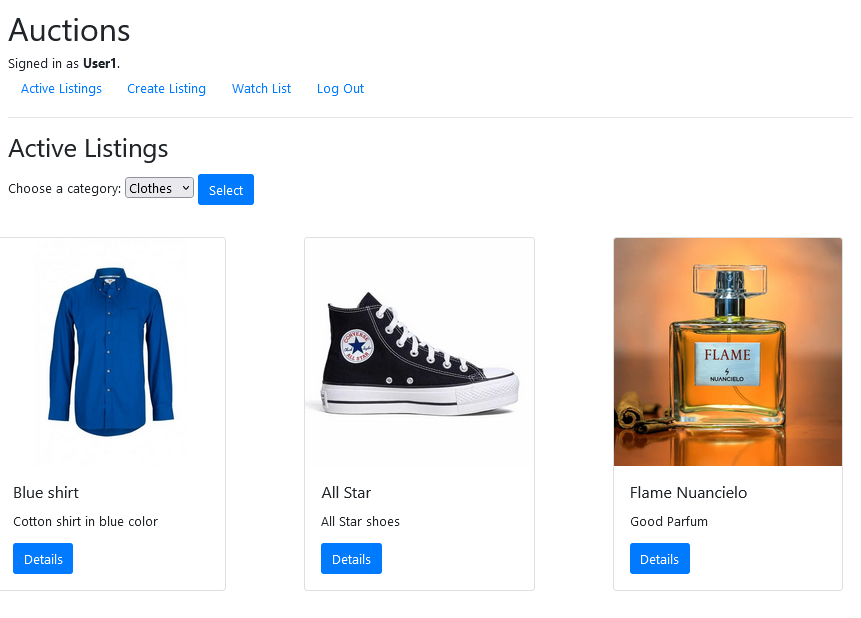 Auctions
Signed in as User1.
Active Listings Create Listing Watch List Log Out
Active Listings
Choose a category: Clothes Select
CONVERSE
ALL STAR
FLAME
NUANCIELO
Blue shirt
Cotton shirt in blue color
Details
All Star
All Star shoes
Details
Flame Nuancielo
Good Parfum
Details